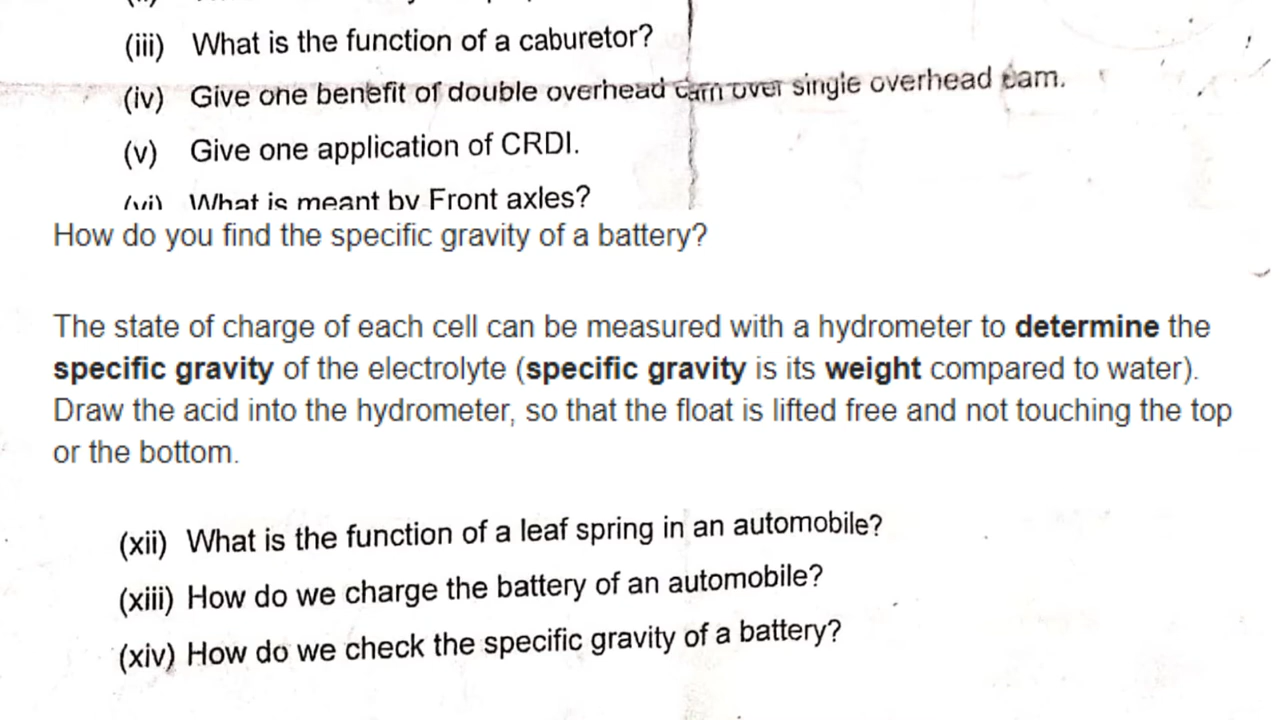 (iii) What is the function of a caburetor?
(iv) Give one benefit of double overhead cam over single overhead cam.
(v) Give one application of CRDI.
(vi) What is meant by Front axles?
How do you find the specific gravity of a battery?
The state of charge of each cell can be measured with a hydrometer to determine the
specific gravity of the electrolyte (specific gravity is its weight compared to water).
Draw the acid into the hydrometer, so that the float is lifted free and not touching the top
or the bottom.
(xii) What is the function of a leaf spring in an automobile?
(xiii) How do we charge the battery of an automobile?
(xiv) How do we check the specific gravity of a battery?